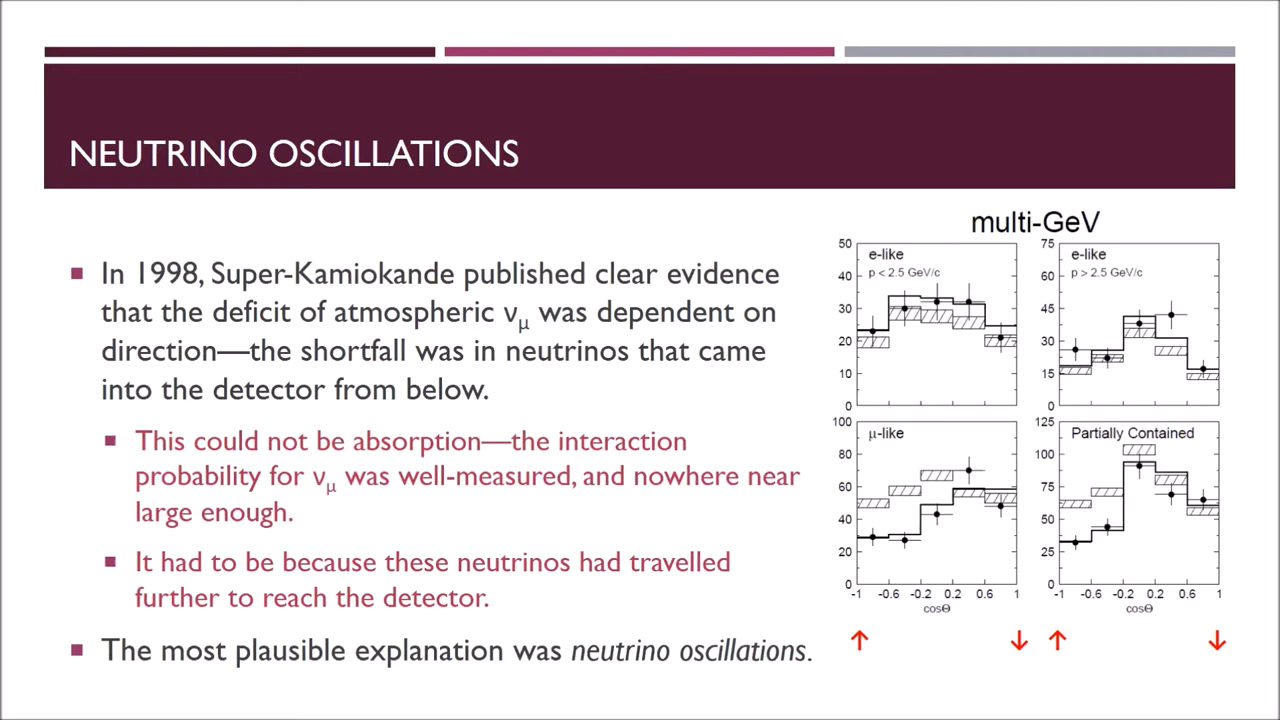 NEUTRINO OSCILLATIONS
In 1998, Super-Kamiokande published clear evidence
that the deficit of atmospheric νμ was dependent on
direction—the shortfall was in neutrinos that came
into the detector from below.
This could not be absorption—the interaction
probability for νμ was well-measured, and nowhere near
large enough.
It had to be because these neutrinos had travelled
further to reach the detector.
The most plausible explanation was neutrino oscillations.
multi-GeV
50
40
30
20
10
0
e-like
p < 2.5 GeV/c
75
60
45
30
15
0
e-like
p > 2.5 GeV/c
100
80
60
40
20
0
μ-like
-1 -0.6 -0.2 0.2 0.6 1
cosΘ
125
100
75
50
25
0
Partially Contained
-1 -0.6 -0.2 0.2 0.6 1
cosΘ
↑ ↓ ↑ ↓